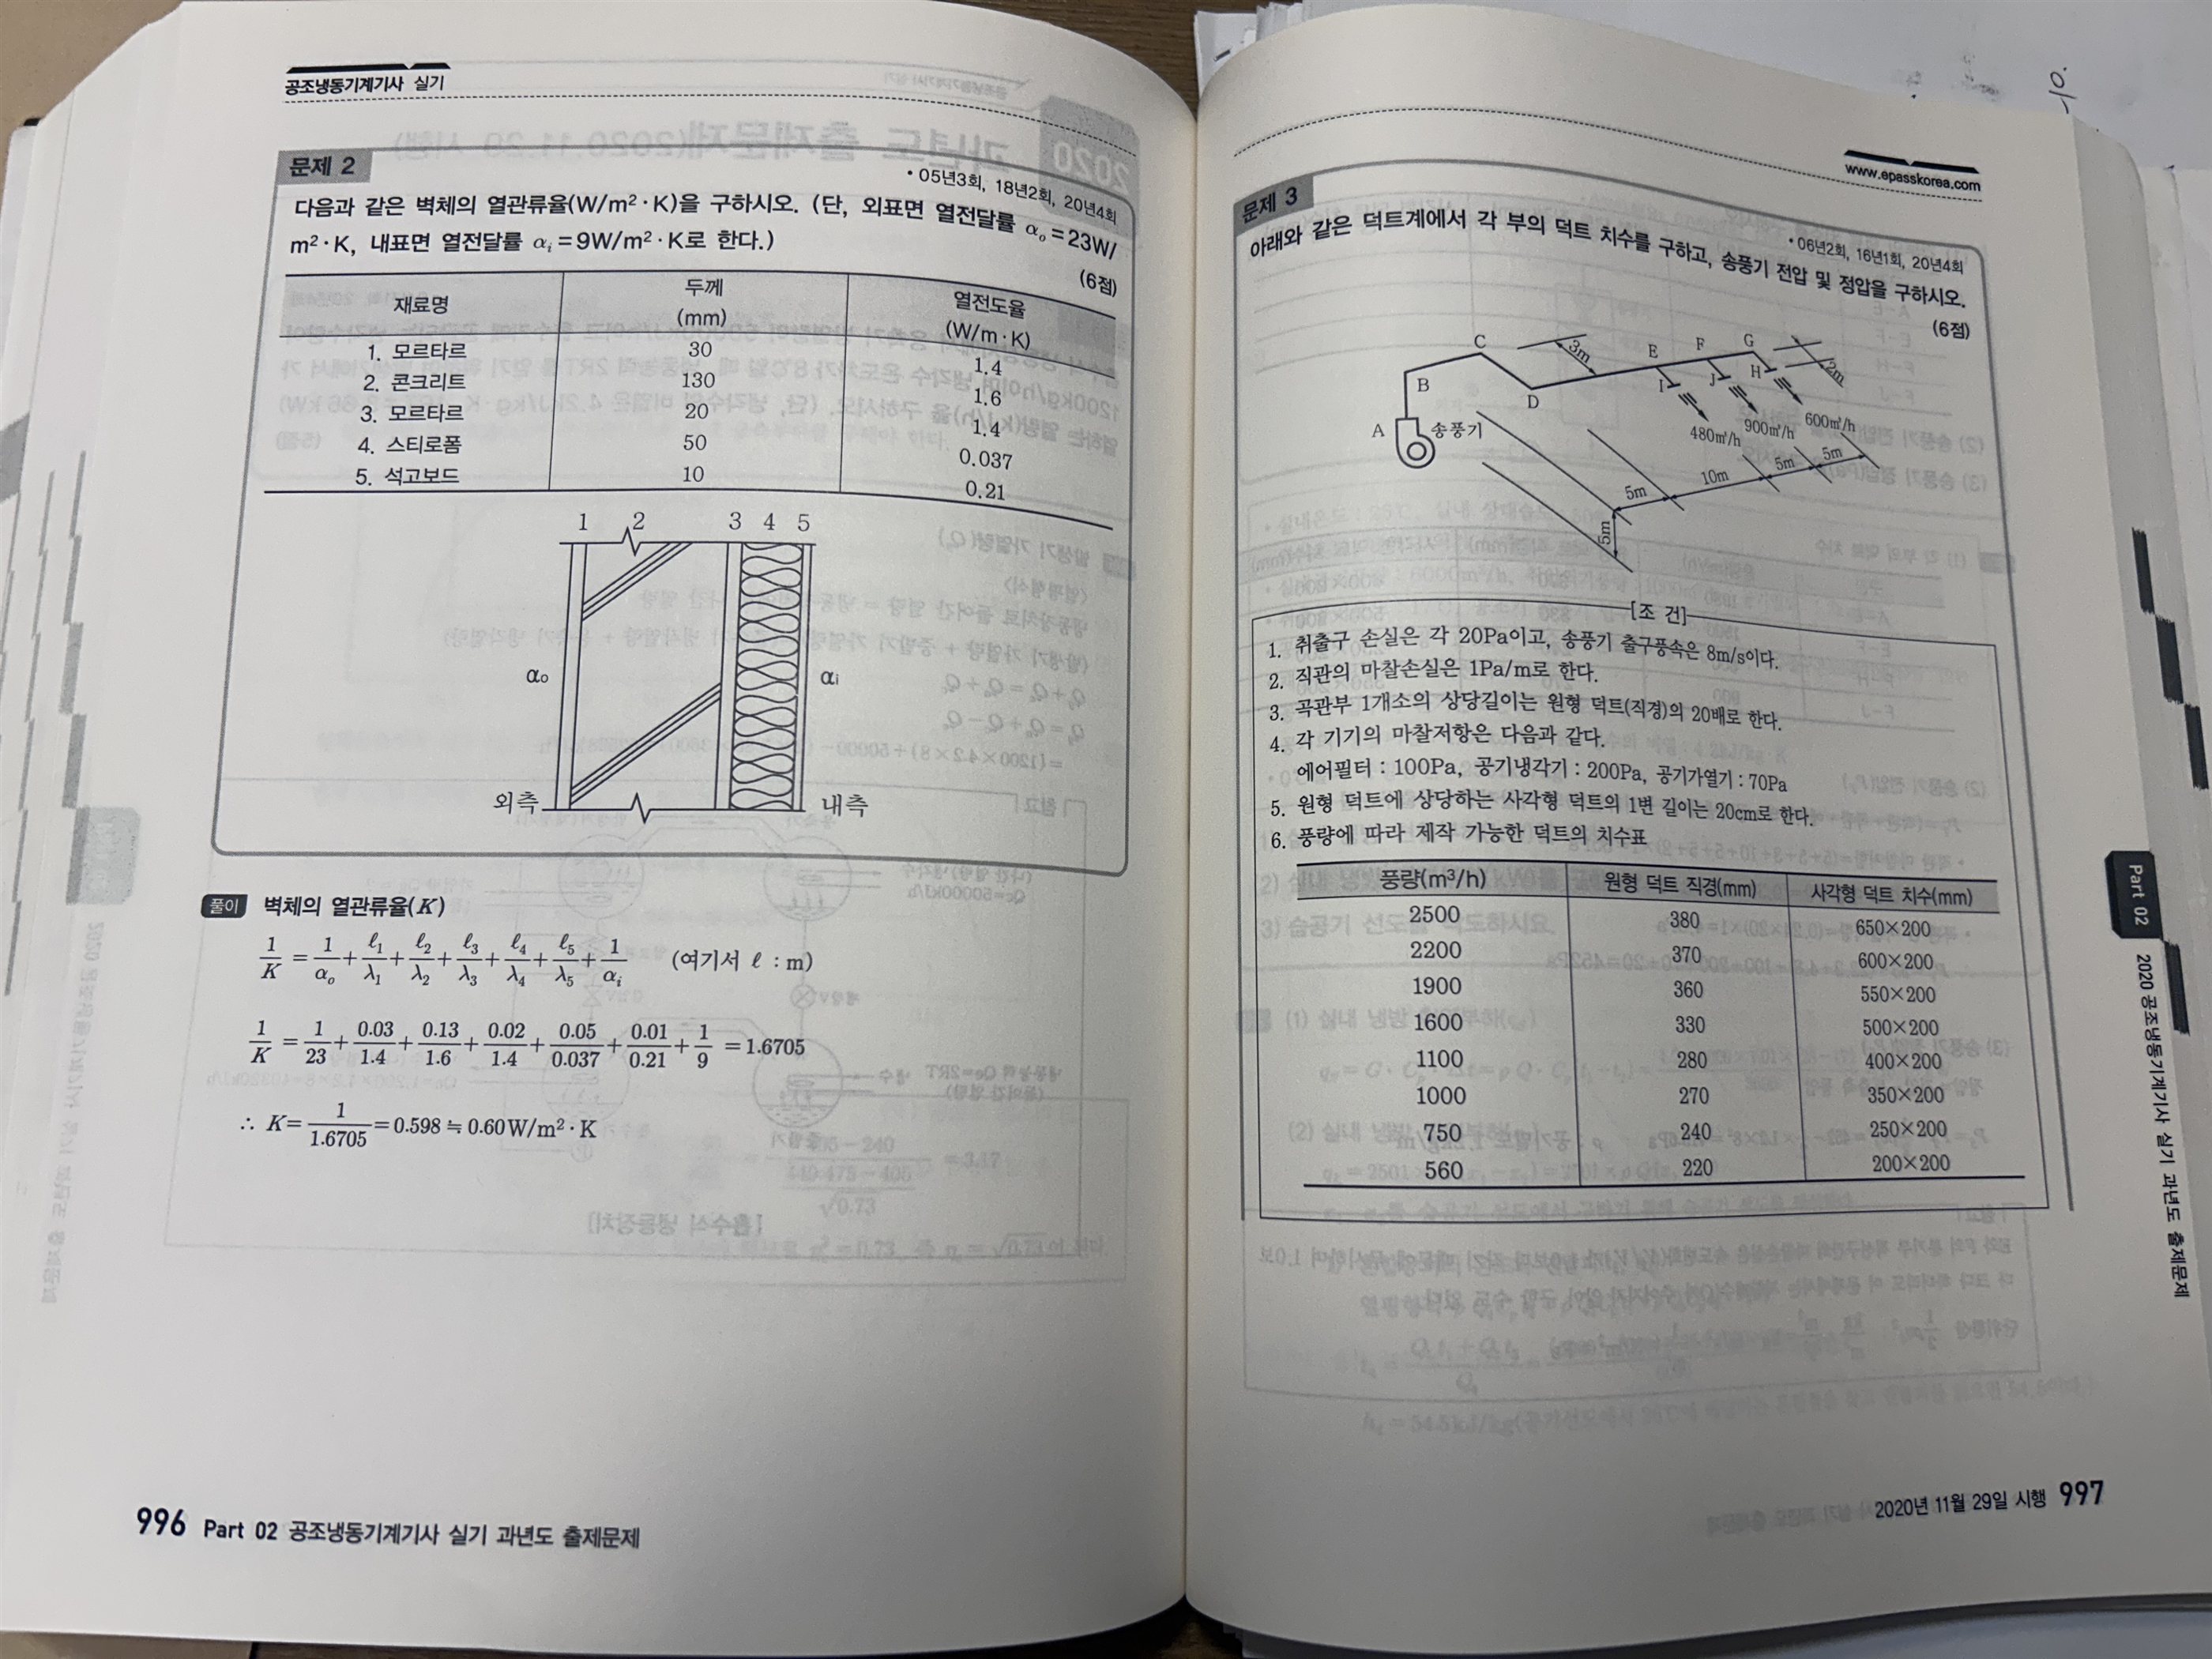 공조냉동기계기사 실기
문제 2
• 05년3회, 18년2회, 20년4회
다음과 같은 벽체의 열관류율(W/m²·K)을 구하시오. (단, 외표면 열전달률 αₒ=23W/
m²·K, 내표면 열전달률 αᵢ=9W/m²·K로 한다.)
(6점)
재료명 두께 (mm) 열전도율 (W/m·K)
1. 모르타르 30 1.4
2. 콘크리트 130 1.6
3. 모르타르 20 1.4
4. 스티로폼 50 0.037
5. 석고보드 10 0.21
1 2 3 4 5
αₒ αᵢ
외측 내측
풀이 벽체의 열관류율(K)
1/K = 1/αₒ + ℓ₁/λ₁ + ℓ₂/λ₂ + ℓ₃/λ₃ + ℓ₄/λ₄ + ℓ₅/λ₅ + 1/αᵢ (여기서 ℓ : m)
1/K = 1/23 + 0.03/1.4 + 0.13/1.6 + 0.02/1.4 + 0.05/0.037 + 0.01/0.21 + 1/9 = 1.6705
∴ K = 1/1.6705 = 0.598 ≒ 0.60W/m²·K
996 Part 02 공조냉동기계기사 실기 과년도 출제문제
www.epasskorea.com
문제 3
• 06년2회, 16년1회, 20년4회
아래와 같은 덕트계에서 각 부의 덕트 치수를 구하고, 송풍기 전압 및 정압을 구하시오.
(6점)
A 송풍기
B
C
D
3m
E
F
G
I
J
H
2m
480㎥/h
900㎥/h
600㎥/h
5m
5m
10m
5m
5m
[조 건]
1. 취출구 손실은 각 20Pa이고, 송풍기 출구풍속은 8m/s이다.
2. 직관의 마찰손실은 1Pa/m로 한다.
3. 곡관부 1개소의 상당길이는 원형 덕트(직경)의 20배로 한다.
4. 각 기기의 마찰저항은 다음과 같다.
에어필터 : 100Pa, 공기냉각기 : 200Pa, 공기가열기 : 70Pa
5. 원형 덕트에 상당하는 사각형 덕트의 1변 길이는 20cm로 한다.
6. 풍량에 따라 제작 가능한 덕트의 치수표
풍량(m³/h) 원형 덕트 직경(mm) 사각형 덕트 치수(mm)
2500 380 650×200
2200 370 600×200
1900 360 550×200
1600 330 500×200
1100 280 400×200
1000 270 350×200
750 240 250×200
560 220 200×200
Part 02
2020 공조냉동기계기사 실기 과년도 출제문제
2020년 11월 29일 시행 997